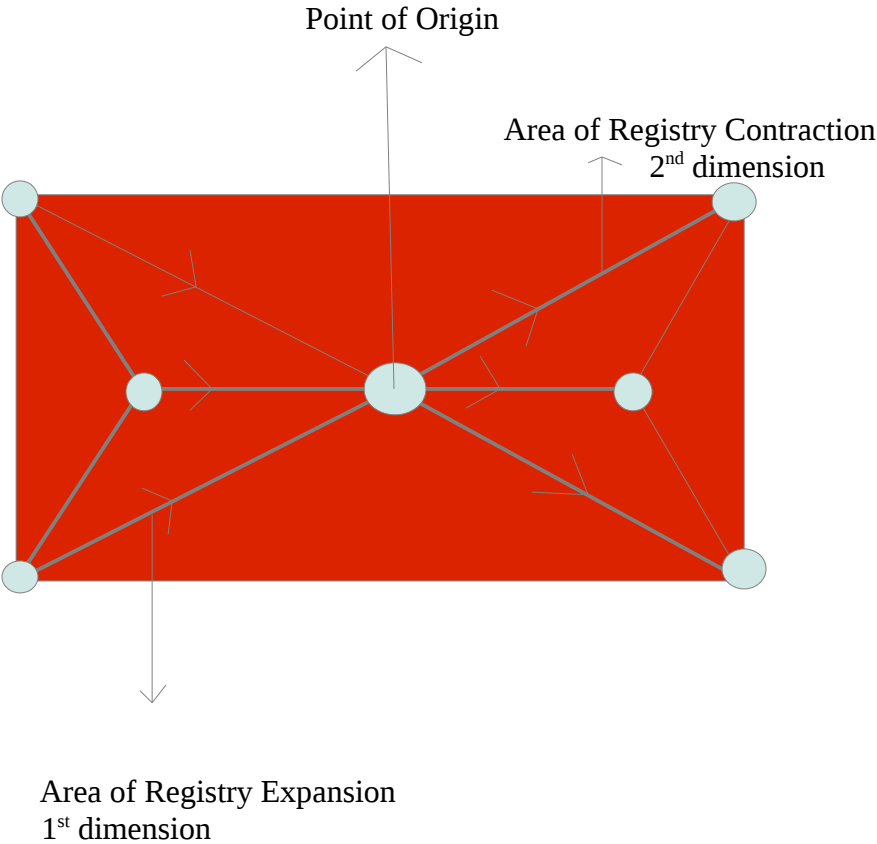 Point of Origin
Area of Registry Contraction
2nd dimension
Area of Registry Expansion
1st dimension